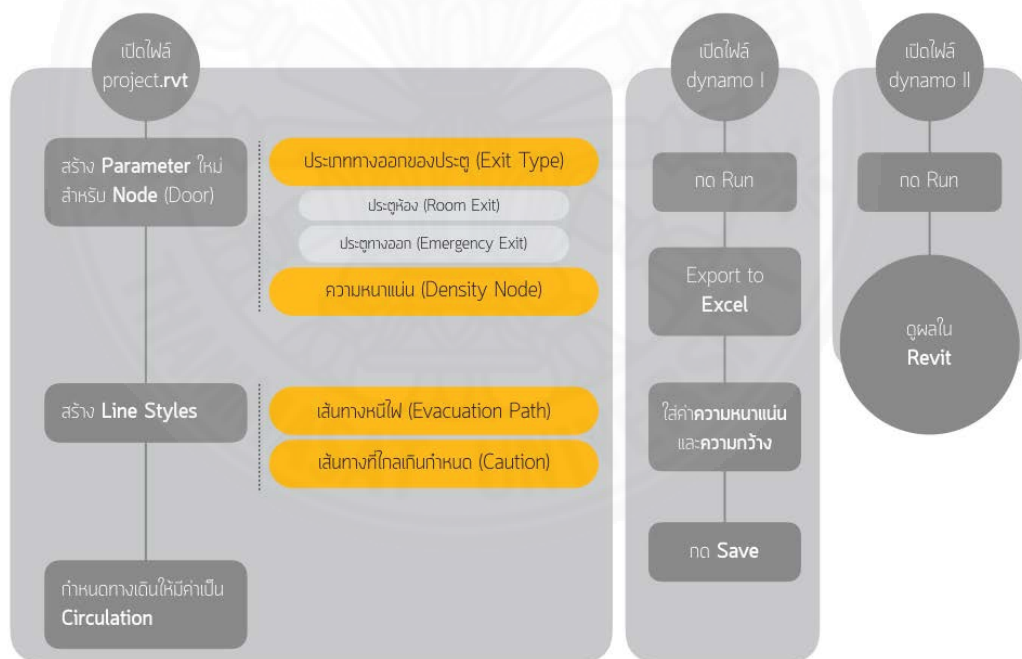 เปิดไฟล์
project.rvt
สร้าง Parameter ใหม่
สำหรับ Node (Door)
ประเภททางออกของประตู (Exit Type)
ประตูห้อง (Room Exit)
ประตูทางออก (Emergency Exit)
ความหนาแน่น (Density Node)
สร้าง Line Styles
เส้นทางหนีไฟ (Evacuation Path)
เส้นทางที่ไกลเกินกำหนด (Caution)
กำหนดทางเดินให้มีค่าเป็น
Circulation
เปิดไฟล์
dynamo I
กด Run
Export to
Excel
ใส่ค่าความหนาแน่น
และความกว้าง
กด Save
เปิดไฟล์
dynamo II
กด Run
ดูผลใน
Revit